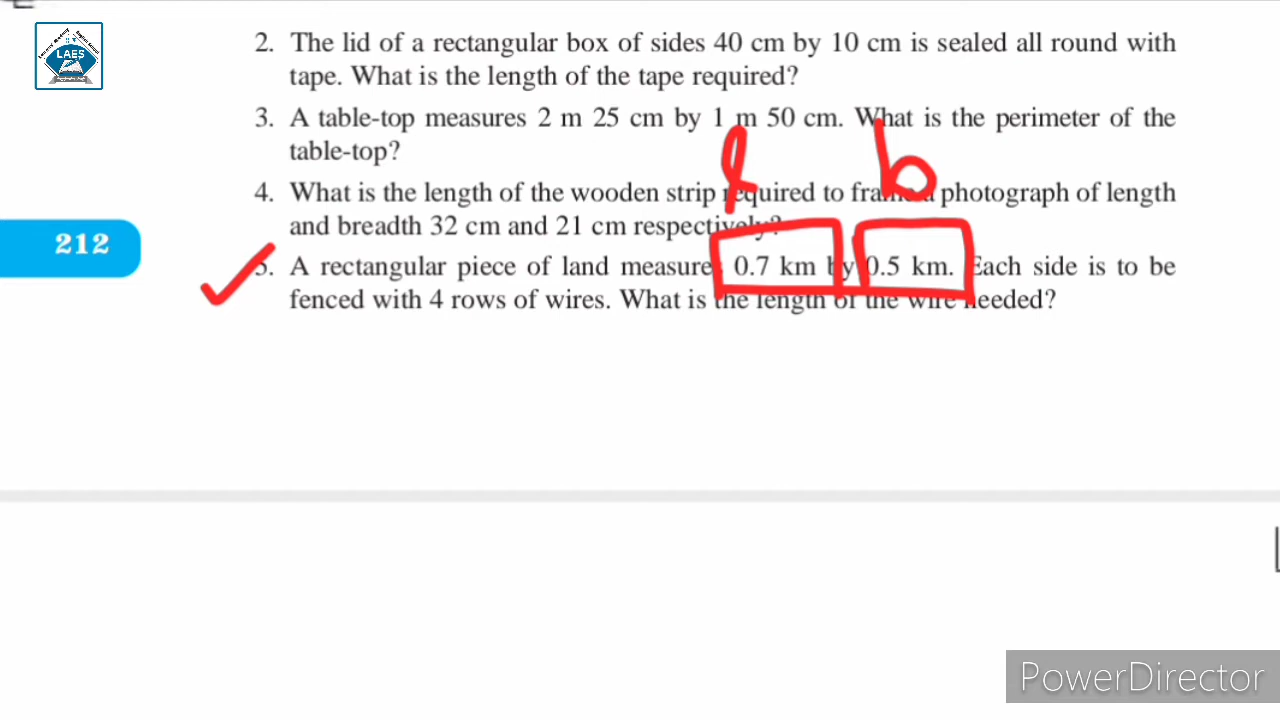 LAES
2. The lid of a rectangular box of sides 40 cm by 10 cm is sealed all round with
tape. What is the length of the tape required?
3. A table-top measures 2 m 25 cm by 1 m 50 cm. What is the perimeter of the
table-top?
l b
4. What is the length of the wooden strip required to frame a photograph of length
and breadth 32 cm and 21 cm respectively?
212
5. A rectangular piece of land measures 0.7 km by 0.5 km. Each side is to be
fenced with 4 rows of wires. What is the length of the wire needed?
PowerDirector